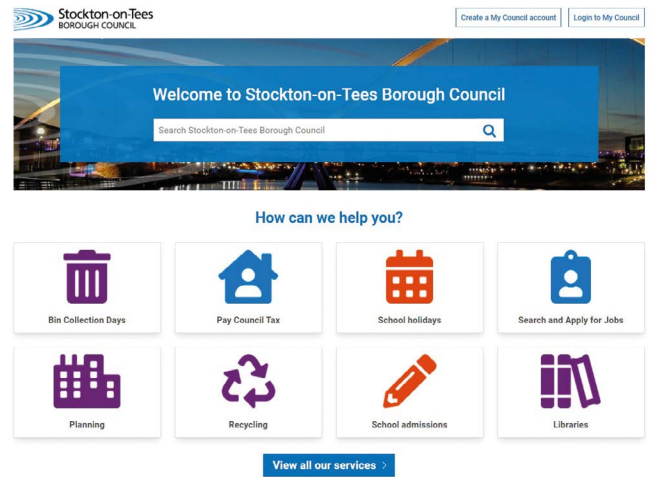 Stockton-on-Tees
BOROUGH COUNCIL
Create a My Council account
Login to My Council
Welcome to Stockton-on-Tees Borough Council
Search Stockton-on-Tees Borough Council
How can we help you?
Bin Collection Days
Pay Council Tax
School holidays
Search and Apply for Jobs
Planning
Recycling
School admissions
Libraries
View all our services >